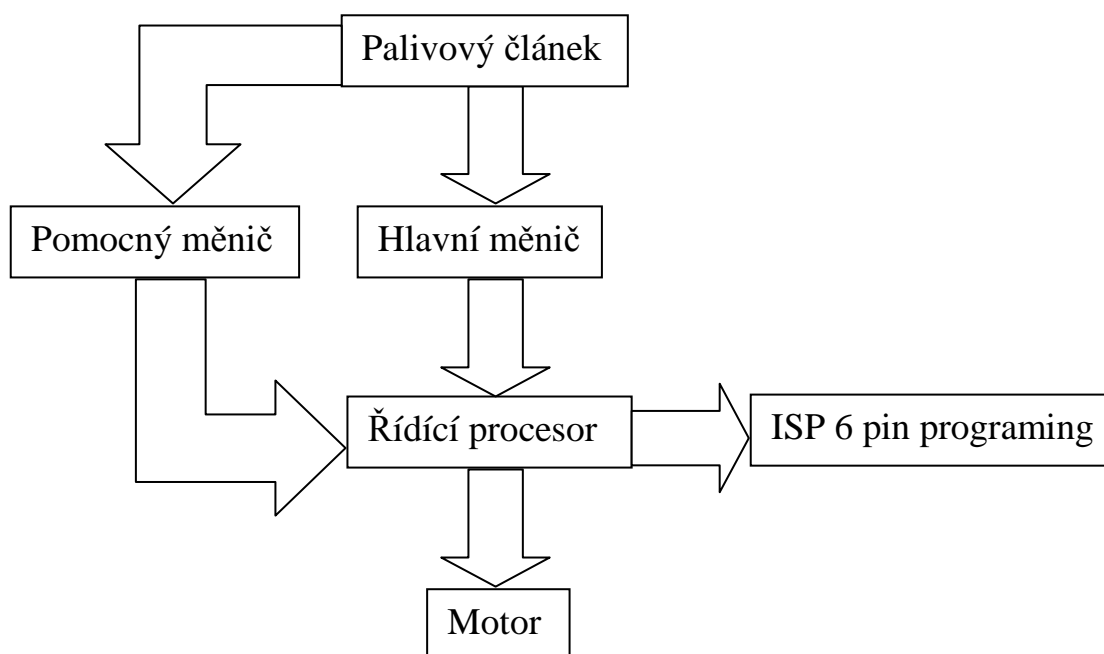 Palivový článek
Pomocný měnič
Hlavní měnič
Řídící procesor
ISP 6 pin programing
Motor